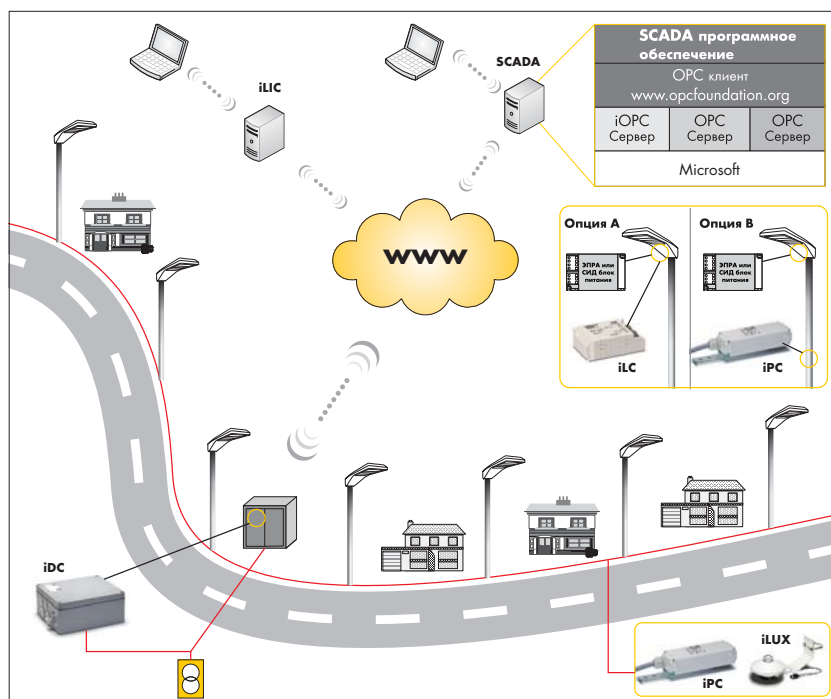 iLIC
SCADA
SCADA программное
обеспечение
OPC клиент
www.opcfoundation.org
iOPC
Сервер
OPC
Сервер
OPC
Сервер
Microsoft
www
Опция A
ЭПРА или
СИД блок
питания
iLC
Опция B
ЭПРА или
СИД блок
питания
iPC
iDC
iPC
iLUX